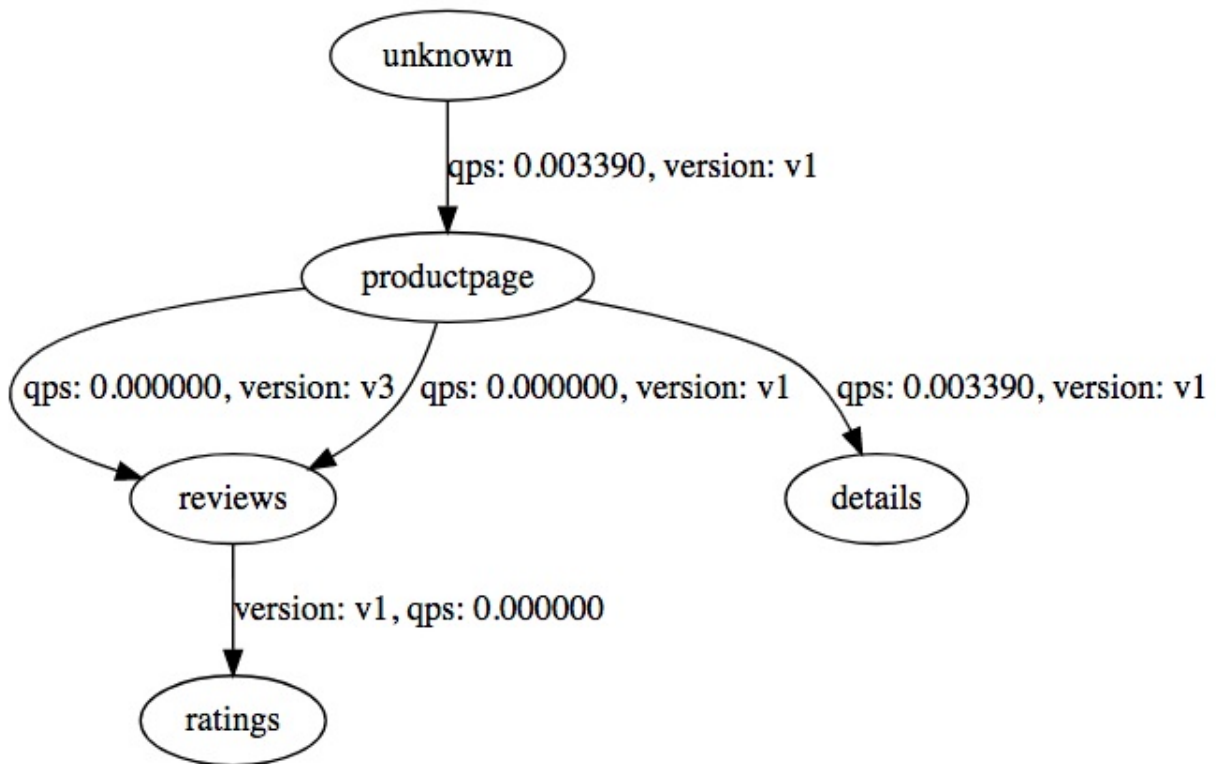 unknown
qps: 0.003390, version: v1
productpage
qps: 0.000000, version: v3
qps: 0.000000, version: v1
qps: 0.003390, version: v1
reviews
details
version: v1, qps: 0.000000
ratings